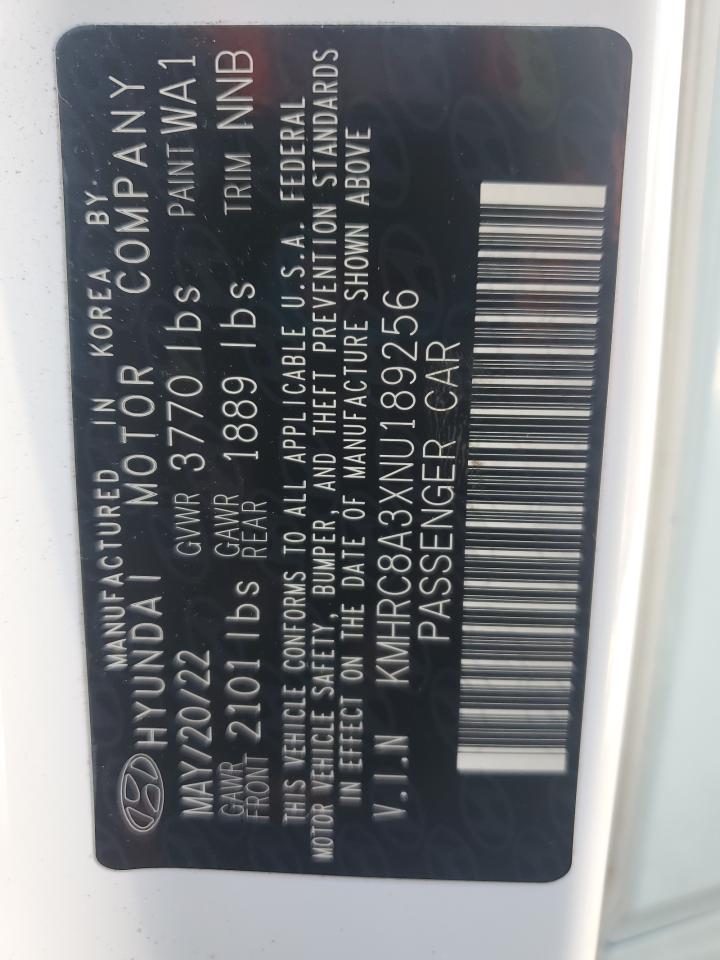 MANUFACTURED IN KOREA BY
HYUNDAI MOTOR COMPANY
MAY/20/22 GVWR 3770 lbs PAINT WA1
GAWR FRONT 2101 lbs GAWR REAR 1889 lbs TRIM NNB
THIS VEHICLE CONFORMS TO ALL APPLICABLE U.S.A. FEDERAL
MOTOR VEHICLE SAFETY, BUMPER, AND THEFT PREVENTION STANDARDS
IN EFFECT ON THE DATE OF MANUFACTURE SHOWN ABOVE
V.I.N KMHRC8A3XNU189256
PASSENGER CAR